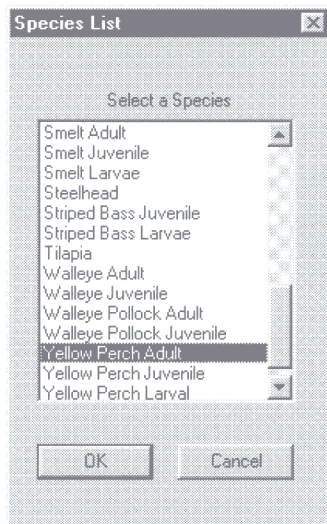 Species List
Select a Species
Smelt Adult
Smelt Juvenile
Smelt Larvae
Steelhead
Striped Bass Juvenile
Striped Bass Larvae
Tilapia
Walleye Adult
Walleye Juvenile
Walleye Pollock Adult
Walleye Pollock Juvenile
Yellow Perch Adult
Yellow Perch Juvenile
Yellow Perch Larval
OK
Cancel